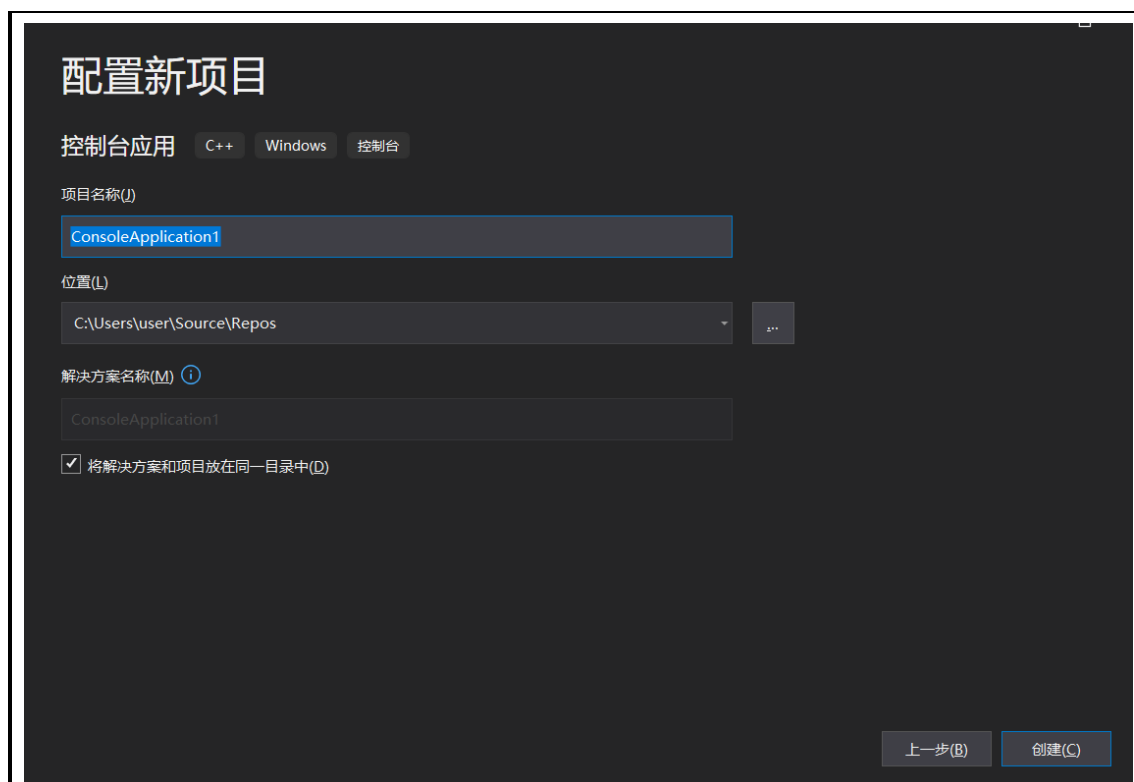 配置新项目
控制台应用 C++ Windows 控制台
项目名称(J)
ConsoleApplication1
位置(L)
C:\Users\user\Source\Repos
...
解决方案名称(M)
ConsoleApplication1
将解决方案和项目放在同一目录中(D)
上一步(B) 创建(C)